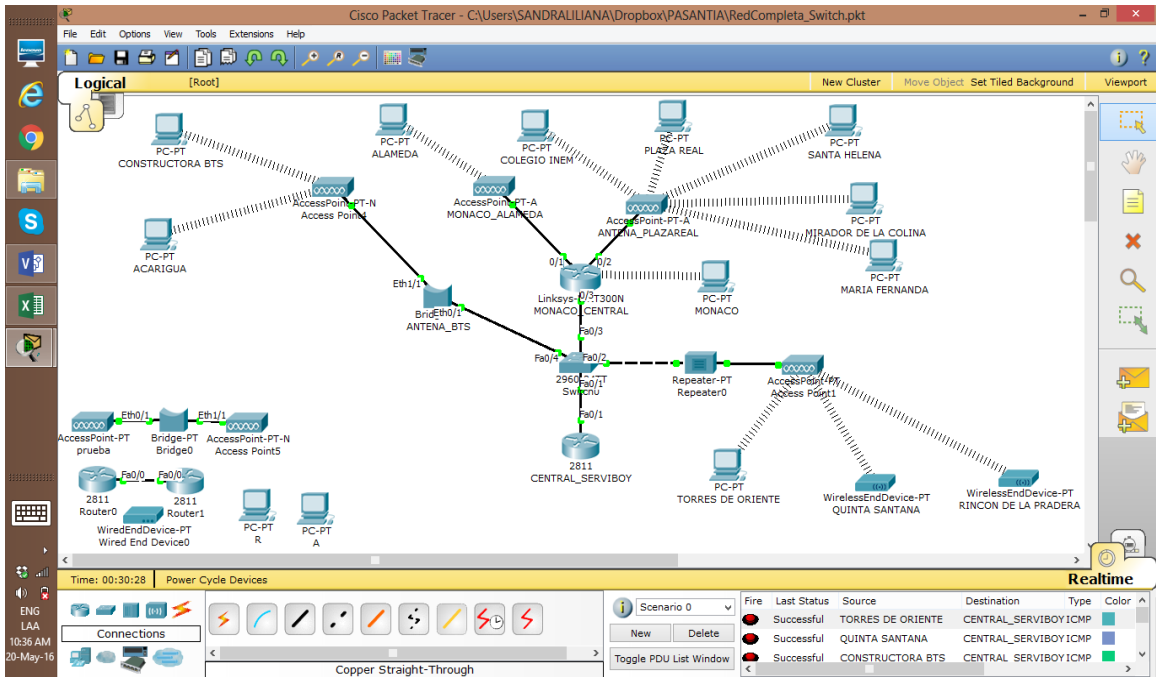 Cisco Packet Tracer - C:\Users\SANDRALILIANA\Dropbox\PASANTIA\RedCompleta_Switch.pkt
File Edit Options View Tools Extensions Help
Logical [Root] New Cluster Move Object Set Tiled Background Viewport
PC-PT
CONSTRUCTORA BTS
PC-PT
ALAMEDA
PC-PT
COLEGIO INEM
PC-PT
PLAZA REAL
PC-PT
SANTA HELENA
AccessPoint-PT-N
Access Point4
AccessPoint-PT-A
MONACO_ALAMEDA
AccessPoint-PT-A
ANTENA_PLAZAREAL
PC-PT
MIRADOR DE LA COLINA
PC-PT
ACARIGUA
PC-PT
MARIA FERNANDA
0/1
0/2
Eth1/1
Eth0/1
ANTENA_BTS
0/3
MONACO_CENTRAL
PC-PT
MONACO
Fa0/3
Fa0/4
Fa0/2
Fa0/1
Repeater-PT
Repeater0
Access Point1
Fa0/1
2811
CENTRAL_SERVIBOY
Eth0/1
Eth1/1
AccessPoint-PT
prueba
Bridge-PT
Bridge0
AccessPoint-PT-N
Access Point5
PC-PT
TORRES DE ORIENTE
WirelessEndDevice-PT
QUINTA SANTANA
WirelessEndDevice-PT
RINCON DE LA PRADERA
Fa0/0
Fa0/0
2811
Router0
2811
Router1
WiredEndDevice-PT
Wired End Device0
PC-PT
R
PC-PT
A
Time: 00:30:28 Power Cycle Devices Realtime
Connections
Copper Straight-Through
Scenario 0
New Delete
Toggle PDU List Window
Fire Last Status Source Destination Type Color
Successful TORRES DE ORIENTE CENTRAL_SERVIBOY ICMP
Successful QUINTA SANTANA CENTRAL_SERVIBOY ICMP
Successful CONSTRUCTORA BTS CENTRAL_SERVIBOY ICMP
ENG
LAA
10:36 AM
20-May-16